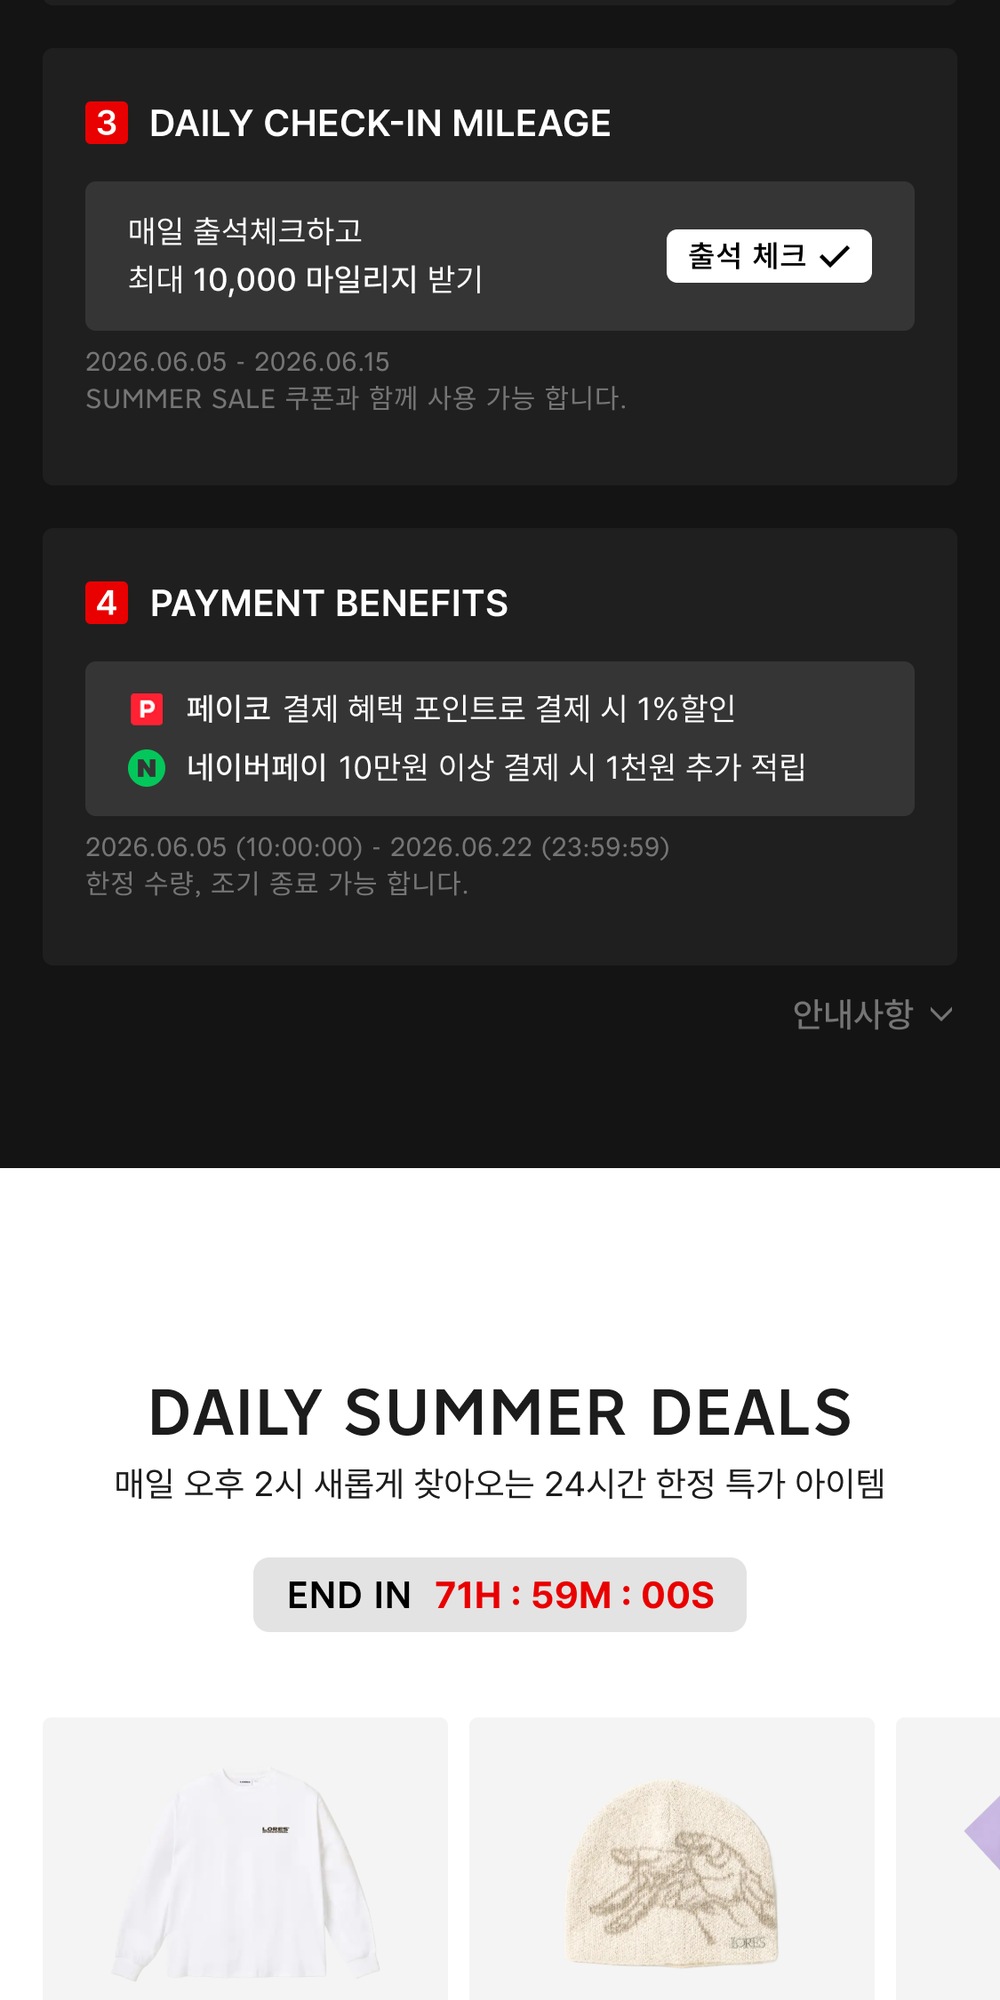 3 DAILY CHECK-IN MILEAGE
매일 출석체크하고
최대 10,000 마일리지 받기
출석 체크
2026.06.05 - 2026.06.15
SUMMER SALE 쿠폰과 함께 사용 가능 합니다.
4 PAYMENT BENEFITS
P 페이코 결제 혜택 포인트로 결제 시 1%할인
N 네이버페이 10만원 이상 결제 시 1천원 추가 적립
2026.06.05 (10:00:00) - 2026.06.22 (23:59:59)
한정 수량, 조기 종료 가능 합니다.
안내사항
DAILY SUMMER DEALS
매일 오후 2시 새롭게 찾아오는 24시간 한정 특가 아이템
END IN 71H : 59M : 00S
LORES
LORES